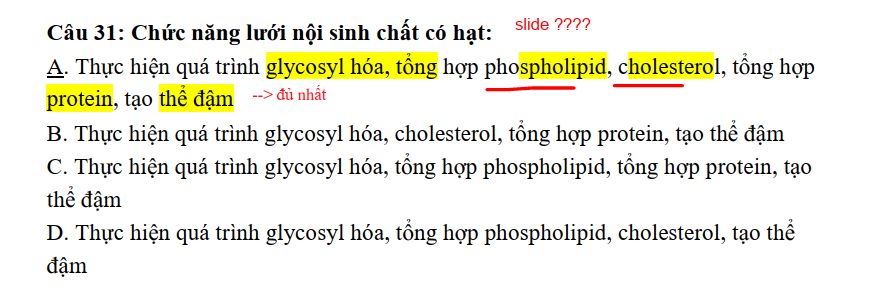 Câu 31: Chức năng lưới nội sinh chất có hạt: slide ????
A. Thực hiện quá trình glycosyl hóa, tổng hợp phospholipid, cholesterol, tổng hợp
protein, tạo thể đậm --> đủ nhất
B. Thực hiện quá trình glycosyl hóa, cholesterol, tổng hợp protein, tạo thể đậm
C. Thực hiện quá trình glycosyl hóa, tổng hợp phospholipid, tổng hợp protein, tạo
thể đậm
D. Thực hiện quá trình glycosyl hóa, tổng hợp phospholipid, cholesterol, tạo thể
đậm